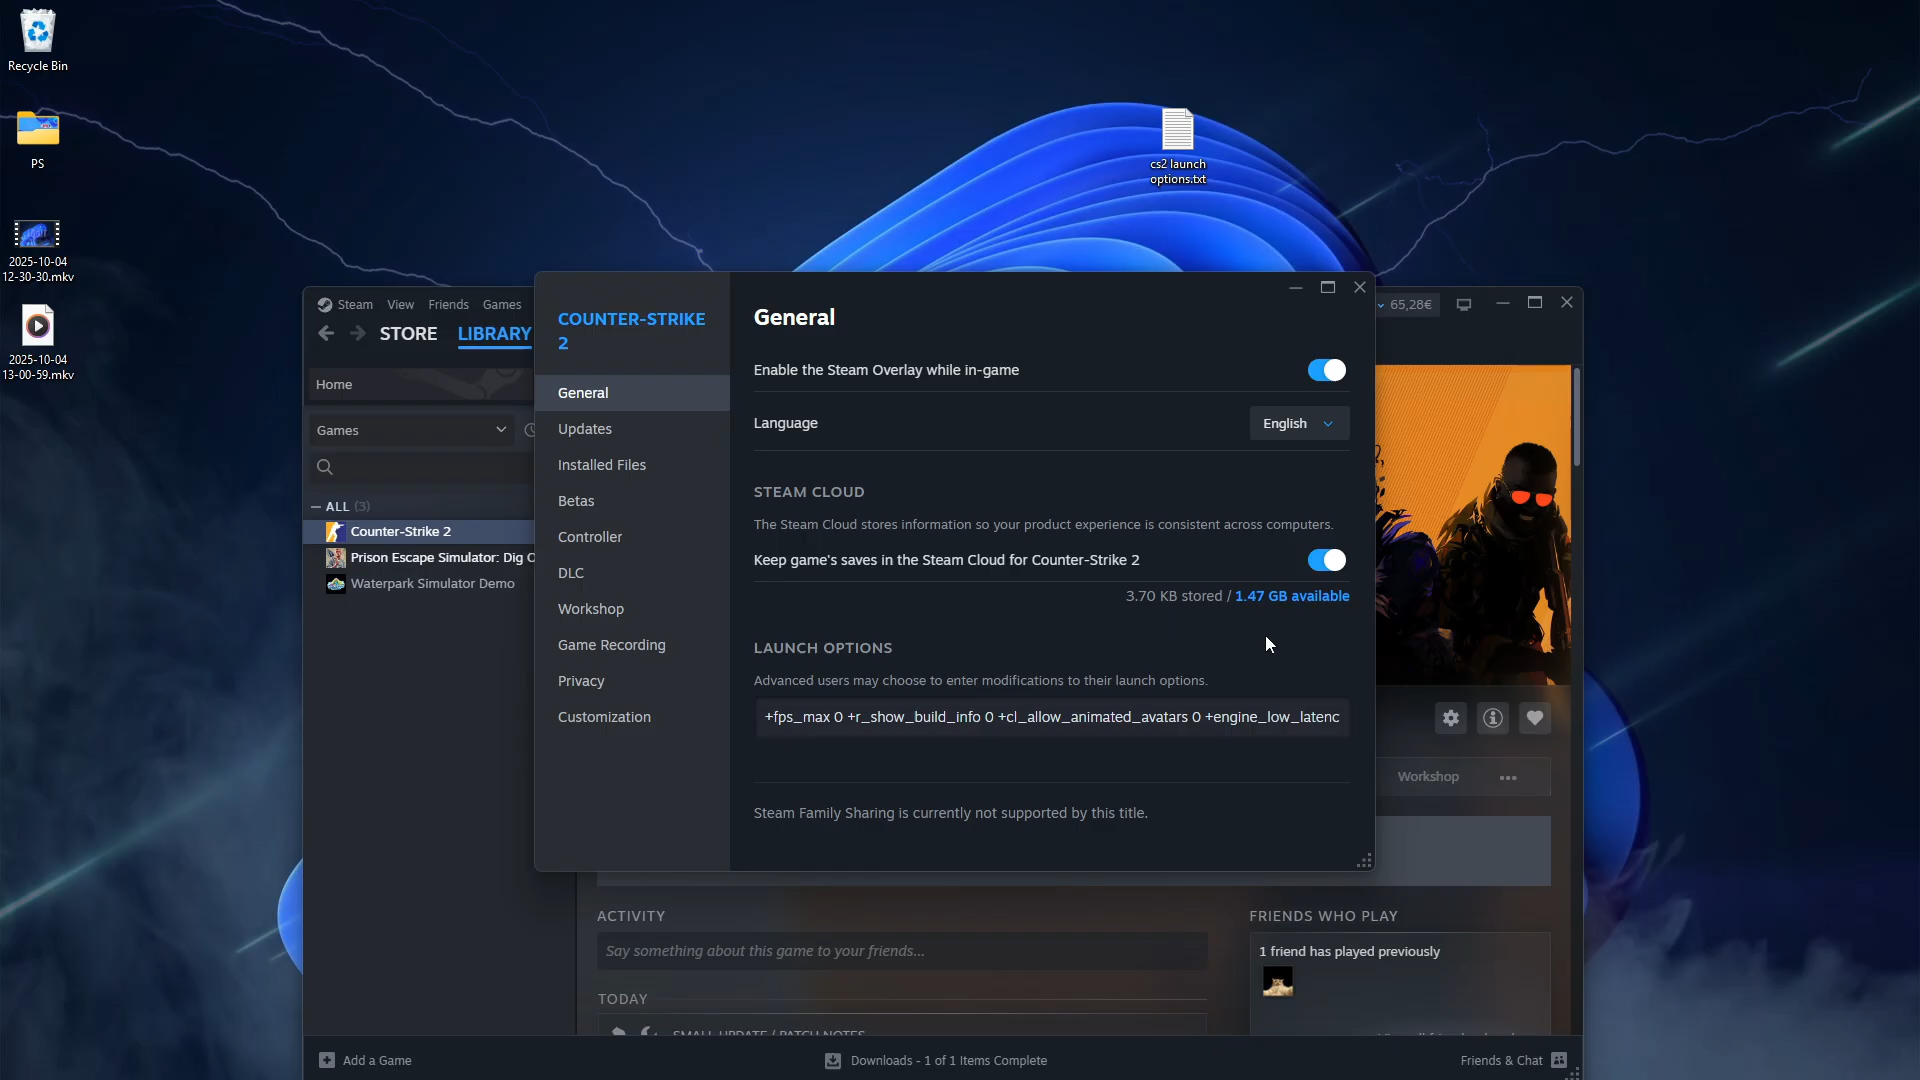 Recycle Bin
PS
2025-10-04
12-30-30.mkv
2025-10-04
13-00-59.mkv
cs2 launch
options.txt
Steam View Friends Games
65,28€
STORE LIBRARY
Home
Games
ALL (3)
Counter-Strike 2
Prison Escape Simulator: Dig O
Waterpark Simulator Demo
COUNTER-STRIKE
2
General
Updates
Installed Files
Betas
Controller
DLC
Workshop
Game Recording
Privacy
Customization
General
Enable the Steam Overlay while in-game
Language
English
STEAM CLOUD
The Steam Cloud stores information so your product experience is consistent across computers.
Keep game's saves in the Steam Cloud for Counter-Strike 2
3.70 KB stored / 1.47 GB available
LAUNCH OPTIONS
Advanced users may choose to enter modifications to their launch options.
+fps_max 0 +r_show_build_info 0 +cl_allow_animated_avatars 0 +engine_low_latenc
Steam Family Sharing is currently not supported by this title.
Workshop
ACTIVITY
Say something about this game to your friends...
TODAY
SMALL UPDATE / PATCH NOTES
FRIENDS WHO PLAY
1 friend has played previously
Add a Game
Downloads - 1 of 1 Items Complete
Friends & Chat